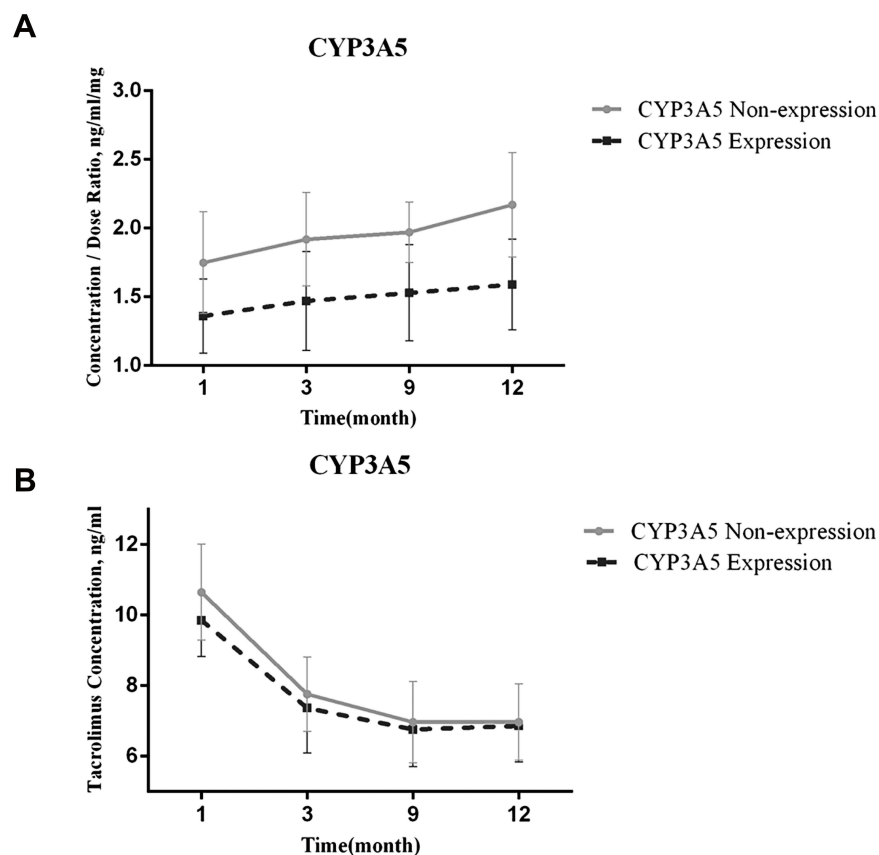 A
CYP3A5
Concentration / Dose Ratio, ng/ml/mg
3.0
2.5
2.0
1.5
1.0
1 3 9 12
Time(month)
CYP3A5 Non-expression
CYP3A5 Expression
B
CYP3A5
Tacrolimus Concentration, ng/ml
12
10
8
6
1 3 9 12
Time(month)
CYP3A5 Non-expression
CYP3A5 Expression